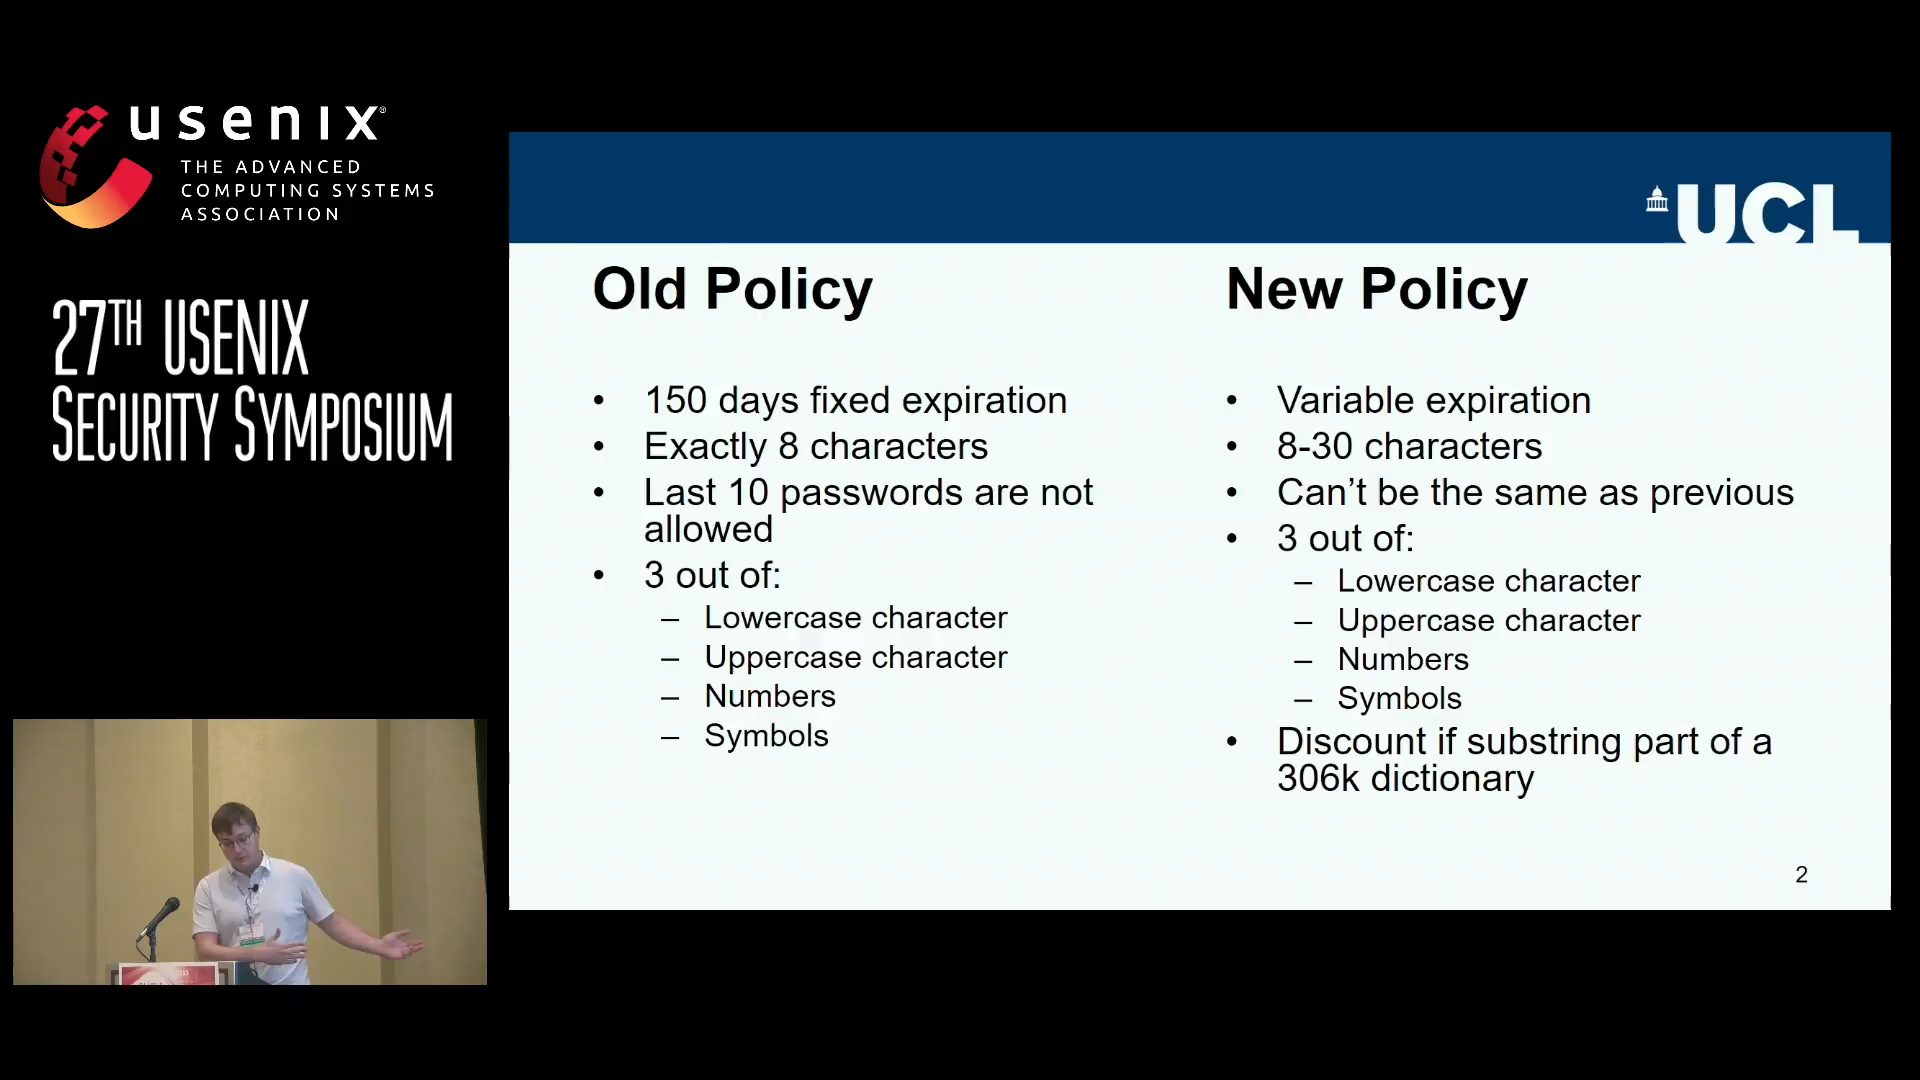 usenix®
THE ADVANCED
COMPUTING SYSTEMS
ASSOCIATION
27TH USENIX
SECURITY SYMPOSIUM
UCL
Old Policy
• 150 days fixed expiration
• Exactly 8 characters
• Last 10 passwords are not
allowed
• 3 out of:
– Lowercase character
– Uppercase character
– Numbers
– Symbols
New Policy
• Variable expiration
• 8-30 characters
• Can’t be the same as previous
• 3 out of:
– Lowercase character
– Uppercase character
– Numbers
– Symbols
• Discount if substring part of a
306k dictionary
2